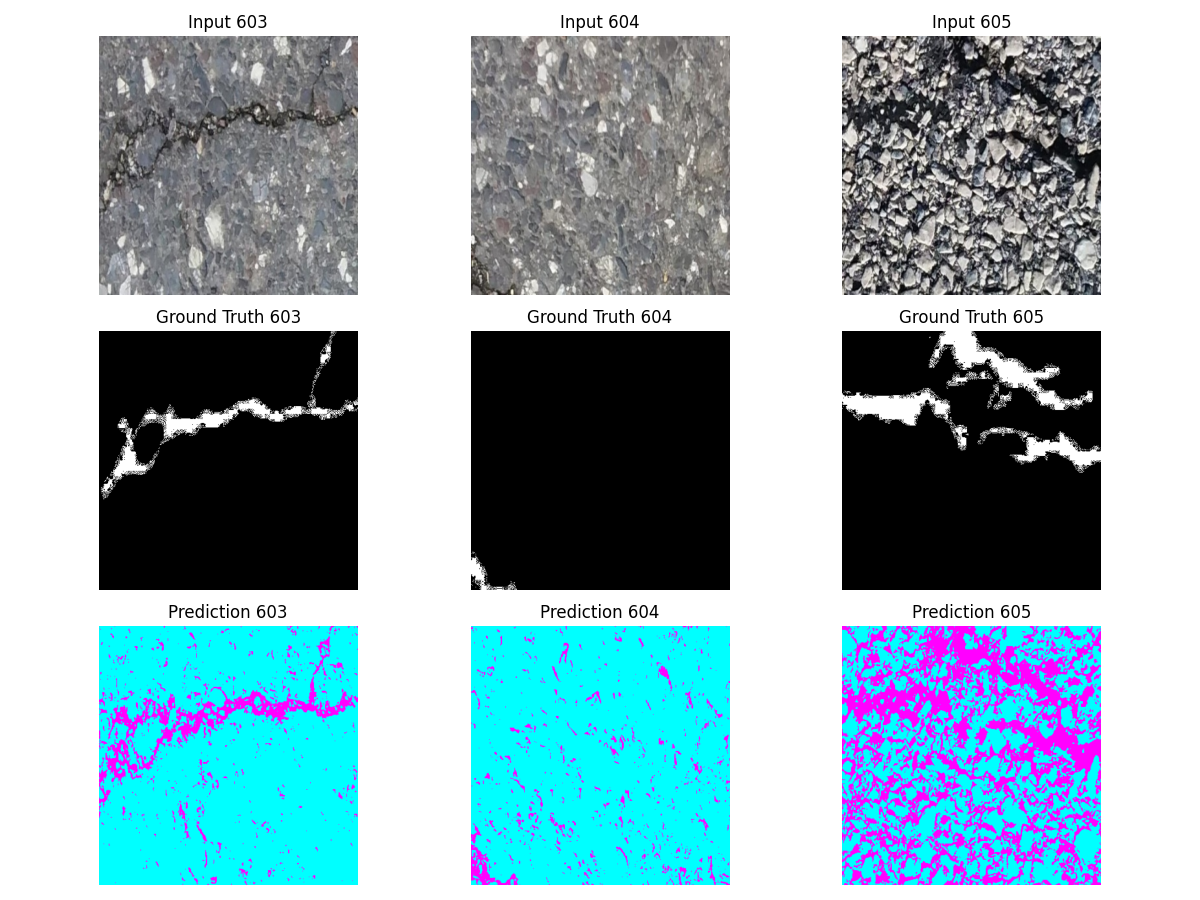 Input 603
Input 604
Input 605
Ground Truth 603
Ground Truth 604
Ground Truth 605
Prediction 603
Prediction 604
Prediction 605